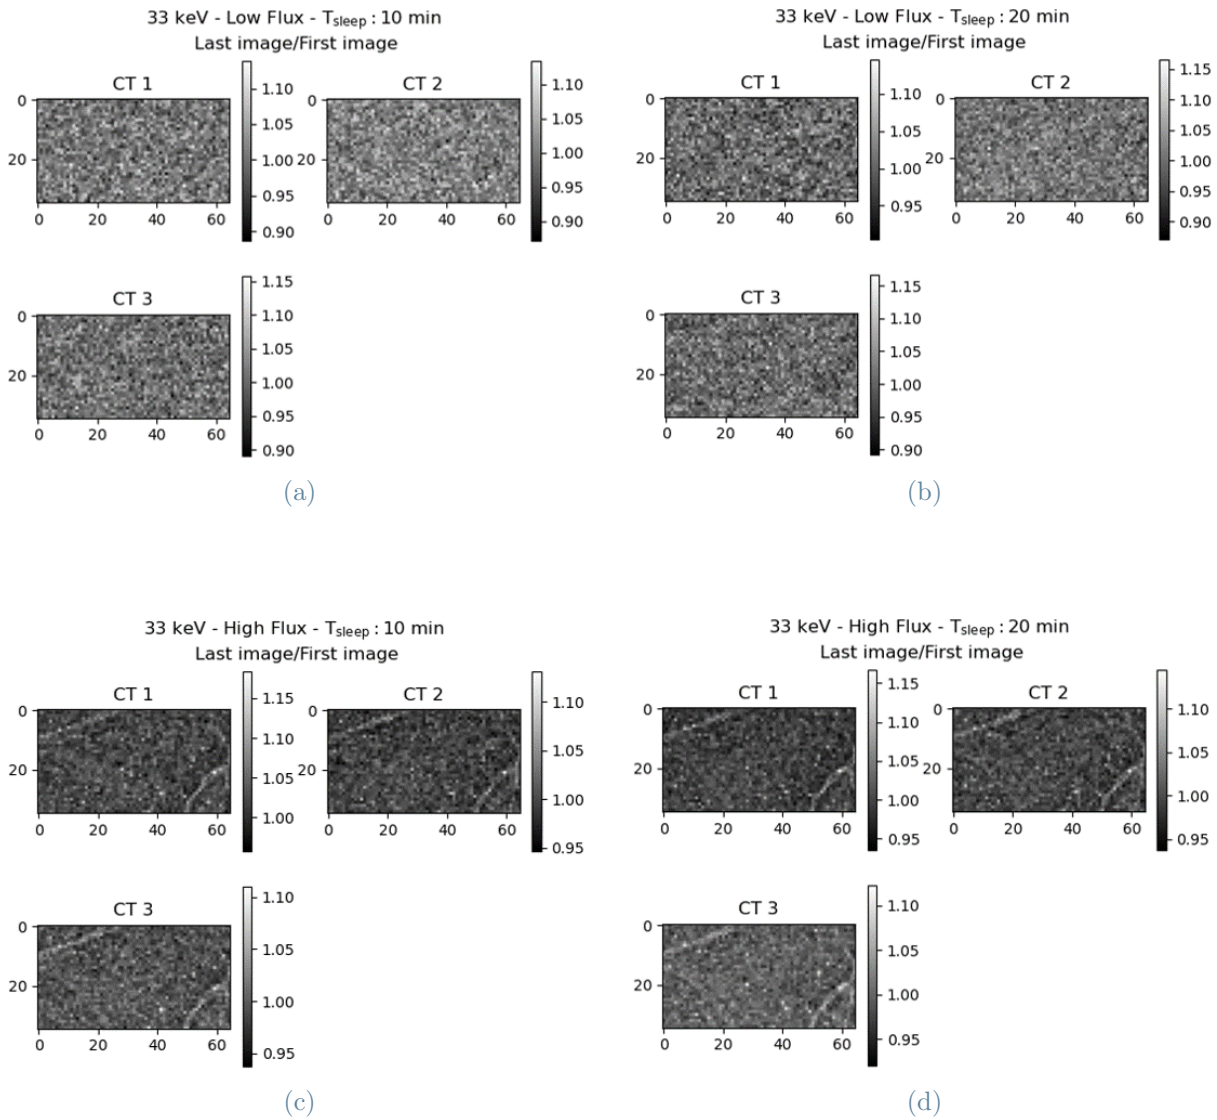 33 keV - Low Flux - Tsleep : 10 min
Last image/First image
CT 1
0
20
0 20 40 60
1.10
1.05
1.00
0.95
0.90
CT 2
0
20
0 20 40 60
1.10
1.05
1.00
0.95
0.90
CT 3
0
20
0 20 40 60
1.15
1.10
1.05
1.00
0.95
0.90
(a)
33 keV - Low Flux - Tsleep : 20 min
Last image/First image
CT 1
0
20
0 20 40 60
1.10
1.05
1.00
0.95
CT 2
0
20
0 20 40 60
1.15
1.10
1.05
1.00
0.95
0.90
CT 3
0
20
0 20 40 60
1.15
1.10
1.05
1.00
0.95
0.90
(b)
33 keV - High Flux - Tsleep : 10 min
Last image/First image
CT 1
0
20
0 20 40 60
1.15
1.10
1.05
1.00
CT 2
0
20
0 20 40 60
1.10
1.05
1.00
0.95
CT 3
0
20
0 20 40 60
1.10
1.05
1.00
0.95
(c)
33 keV - High Flux - Tsleep : 20 min
Last image/First image
CT 1
0
20
0 20 40 60
1.15
1.10
1.05
1.00
0.95
CT 2
0
20
0 20 40 60
1.10
1.05
1.00
0.95
CT 3
0
20
0 20 40 60
1.10
1.05
1.00
0.95
(d)